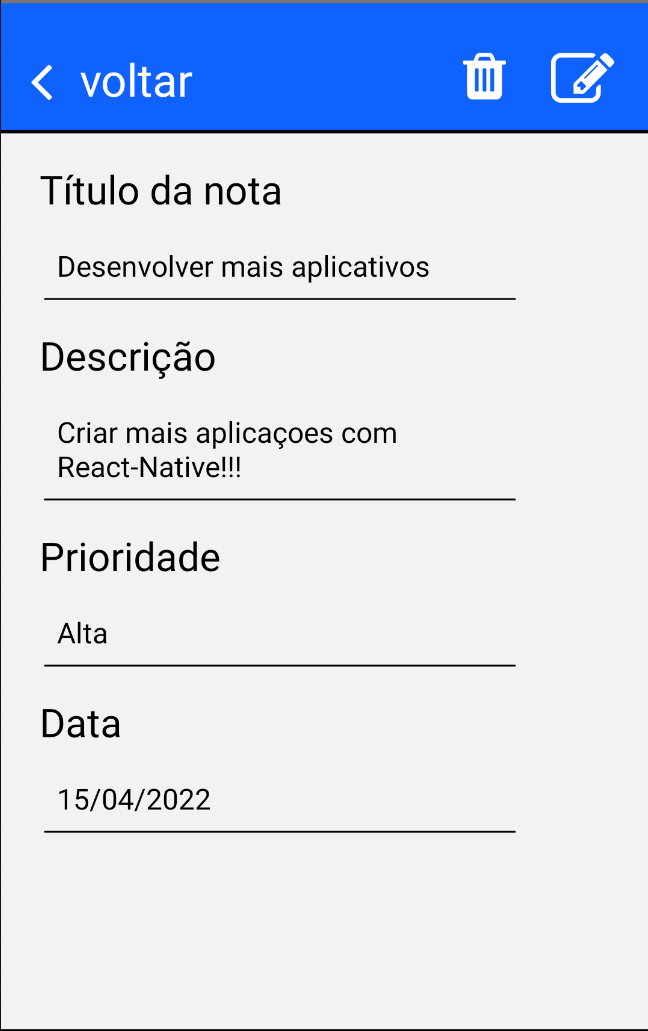 voltar
Título da nota
Desenvolver mais aplicativos
Descrição
Criar mais aplicaçoes com
React-Native!!!
Prioridade
Alta
Data
15/04/2022